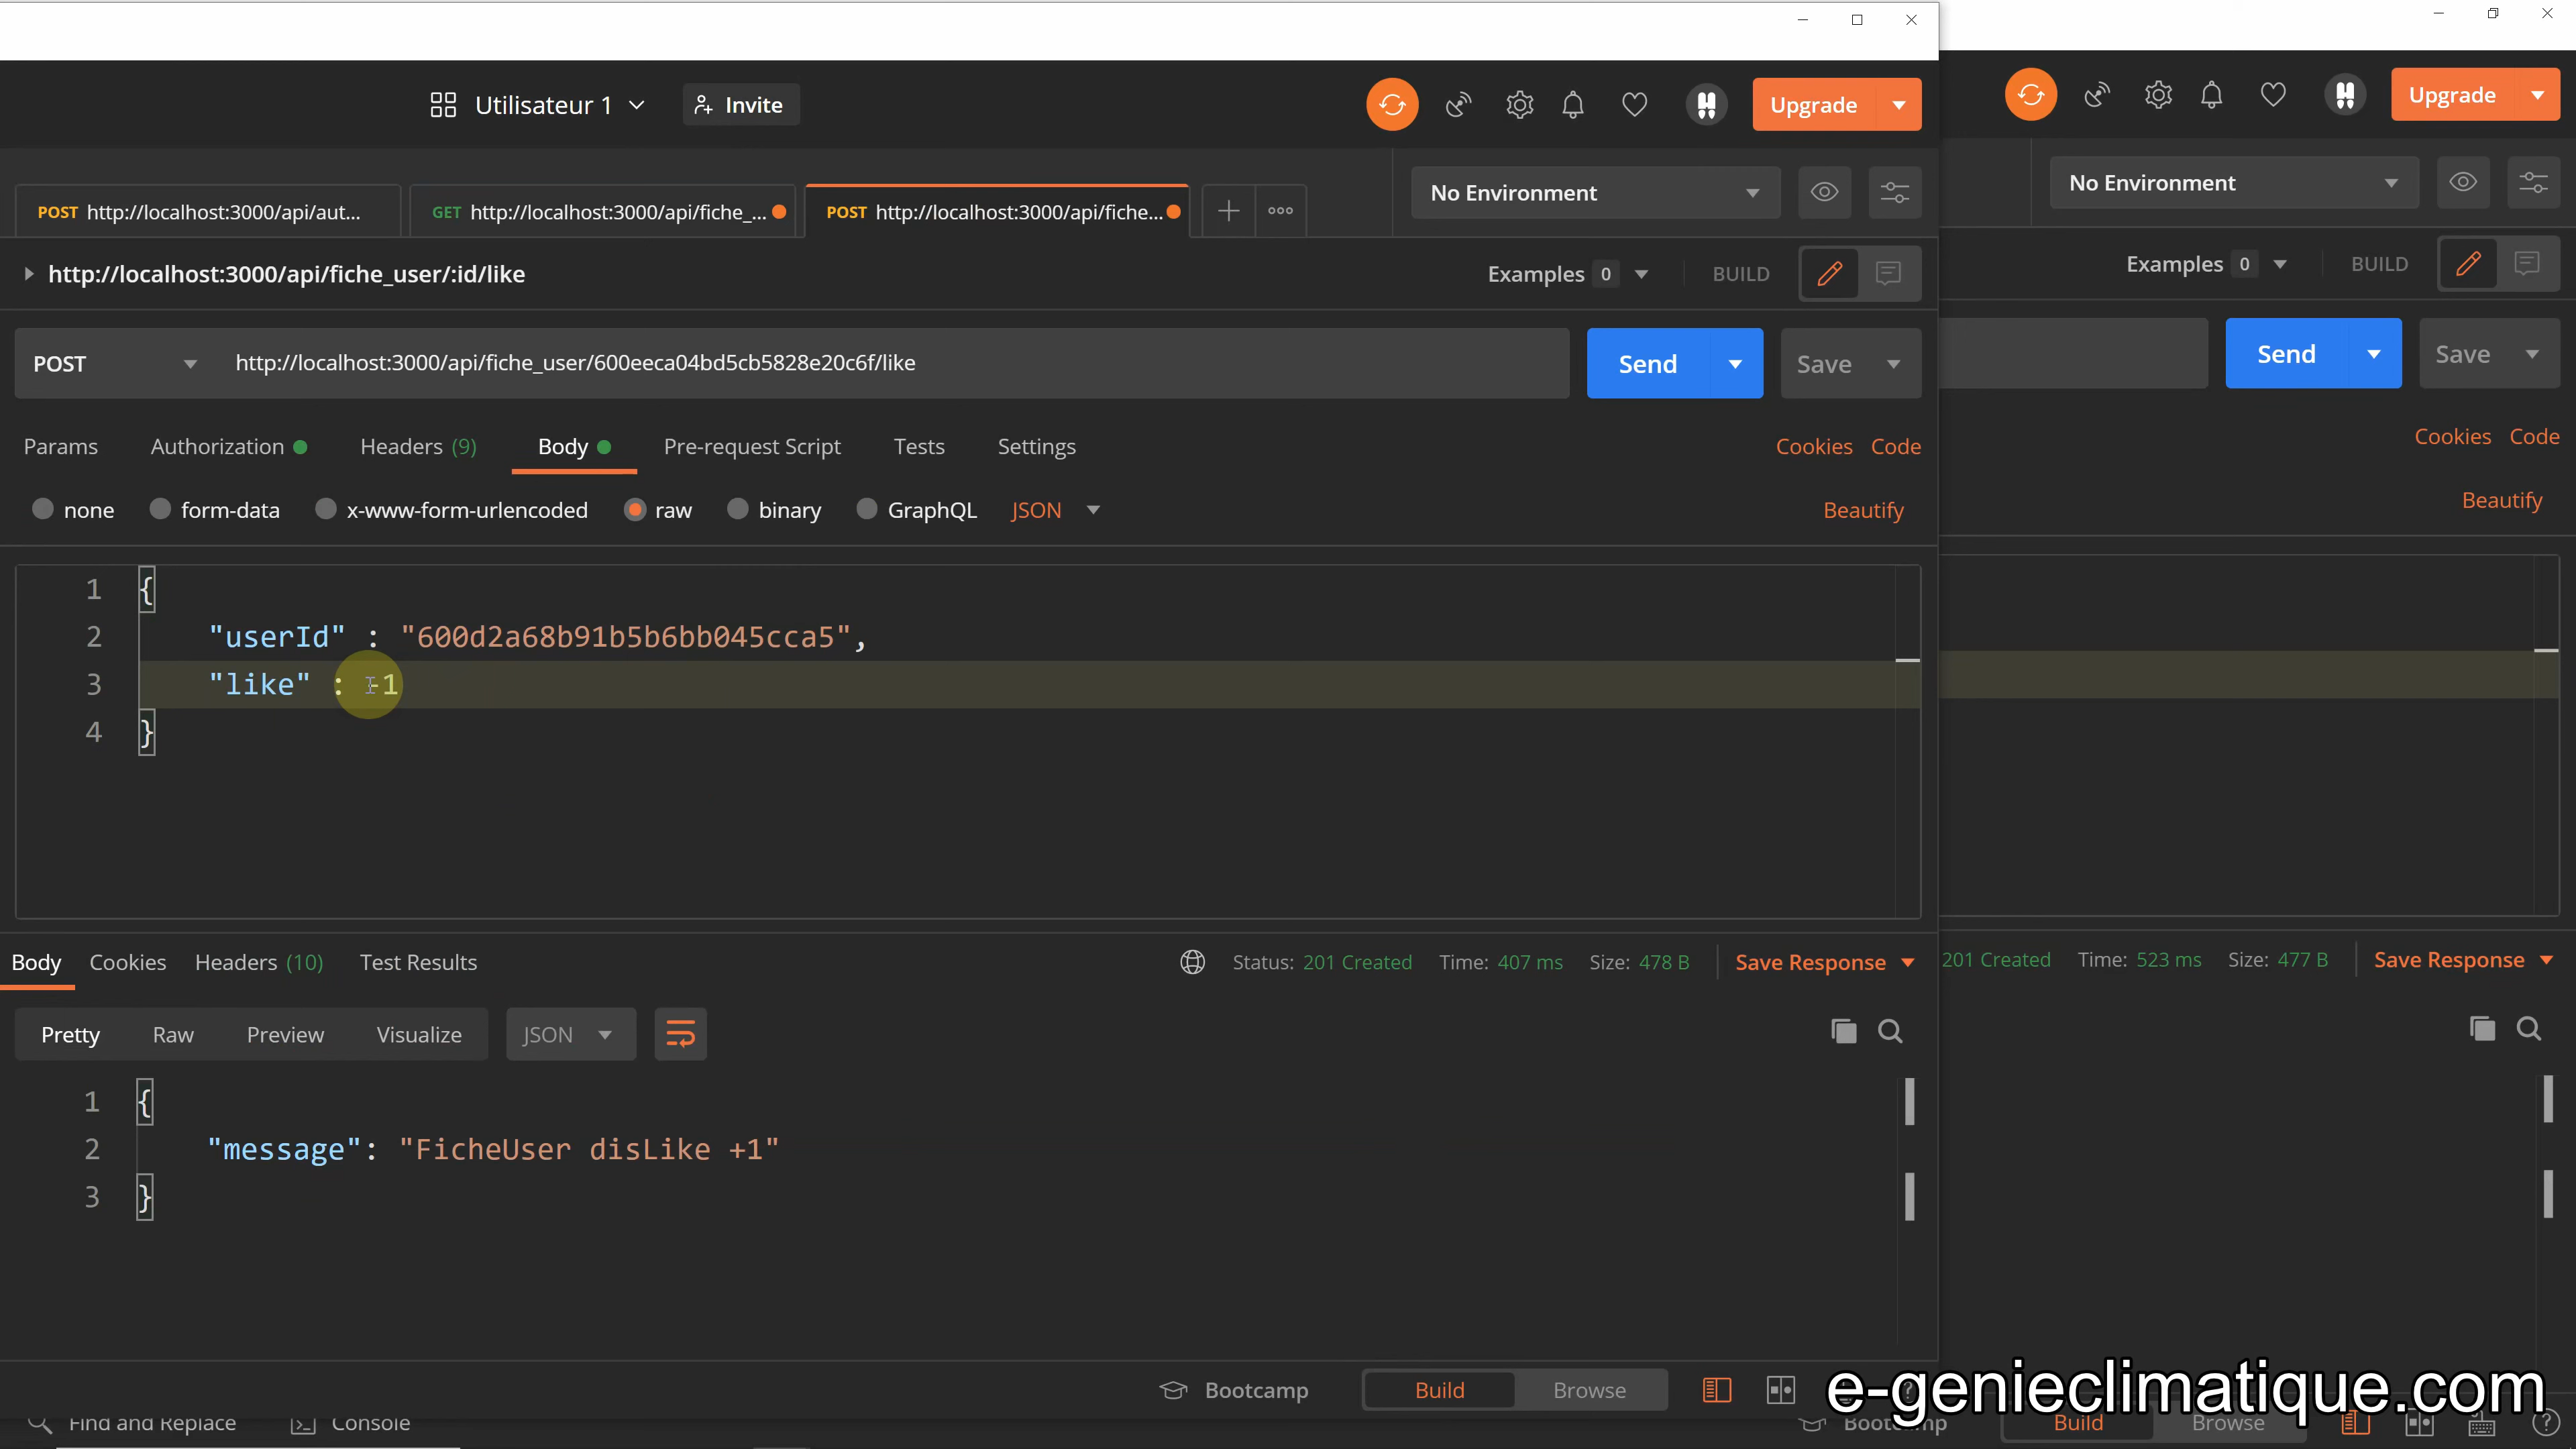 Utilisateur 1
Invite
Upgrade
Upgrade
POST http://localhost:3000/api/aut...
GET http://localhost:3000/api/fiche_...
POST http://localhost:3000/api/fiche...
No Environment
No Environment
http://localhost:3000/api/fiche_user/:id/like
Examples 0
BUILD
Examples 0
BUILD
POST
http://localhost:3000/api/fiche_user/600eeca04bd5cb5828e20c6f/like
Send
Save
Send
Save
Params
Authorization
Headers (9)
Body
Pre-request Script
Tests
Settings
Cookies
Code
Cookies
Code
none
form-data
x-www-form-urlencoded
raw
binary
GraphQL
JSON
Beautify
Beautify
1 {
2 "userId" : "600d2a68b91b5b6bb045cca5",
3 "like" : -1
4 }
Body
Cookies
Headers (10)
Test Results
Status: 201 Created
Time: 407 ms
Size: 478 B
Save Response
201 Created
Time: 523 ms
Size: 477 B
Save Response
Pretty
Raw
Preview
Visualize
JSON
1 {
2 "message": "FicheUser disLike +1"
3 }
Bootcamp
Build
Browse
e-genieclimatique.com
Find and Replace
Console
Bootcamp
Build
Browse